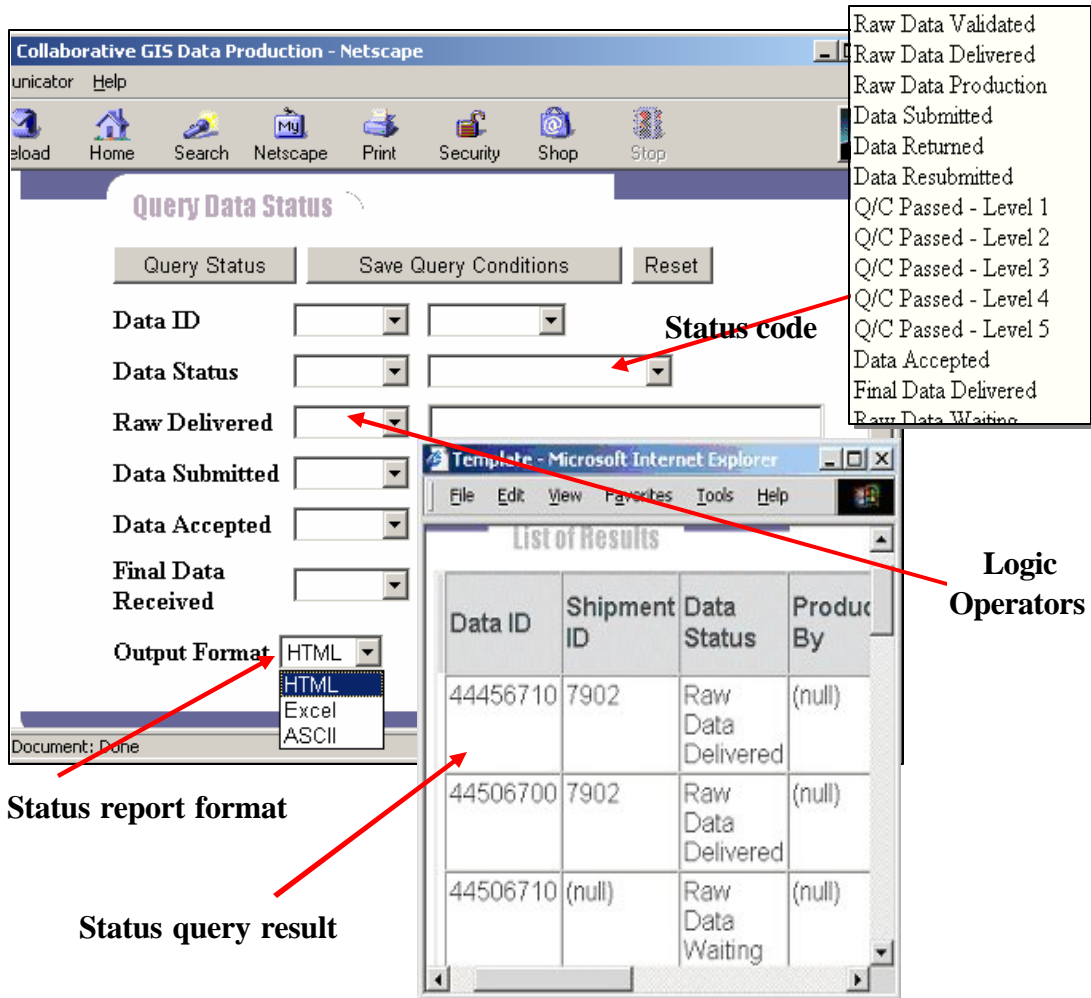 Collaborative GIS Data Production - Netscape
unicator Help
eload Home Search Netscape Print Security Shop Stop
My
Query Data Status
Query Status Save Query Conditions Reset
Data ID
Data Status
Raw Delivered
Data Submitted
Data Accepted
Final Data
Received
Output Format HTML
HTML
Excel
ASCII
Document: Done
Status code
Raw Data Validated
Raw Data Delivered
Raw Data Production
Data Submitted
Data Returned
Data Resubmitted
Q/C Passed - Level 1
Q/C Passed - Level 2
Q/C Passed - Level 3
Q/C Passed - Level 4
Q/C Passed - Level 5
Data Accepted
Final Data Delivered
Raw Data Waiting
Template - Microsoft Internet Explorer
File Edit View Favorites Tools Help
List of Results
Data ID
Shipment
ID
Data
Status
Produc
By
44456710 7902 Raw (null)
Data
Delivered
44506700 7902 Raw (null)
Data
Delivered
44506710 (null) Raw (null)
Data
Waiting
Logic
Operators
Status report format
Status query result